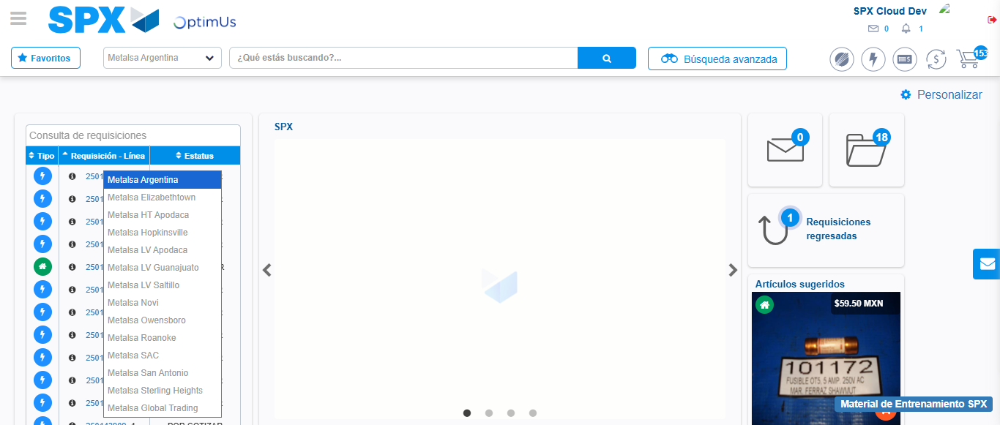 SPX
OptimUs
SPX Cloud Dev
0
1
Favoritos
Metalsa Argentina
¿Qué estás buscando?...
Búsqueda avanzada
153
Personalizar
Consulta de requisiciones
Tipo
Requisición - Línea
Estatus
2501
2501
2501
2501
2501
R
2501
2501
2501
2501
2501
2501
Metalsa Argentina
Metalsa Elizabethtown
Metalsa HT Apodaca
Metalsa Hopkinsville
Metalsa LV Apodaca
Metalsa LV Guanajuato
Metalsa LV Saltillo
Metalsa Novi
Metalsa Owensboro
Metalsa Roanoke
Metalsa SAC
Metalsa San Antonio
Metalsa Sterling Heights
Metalsa Global Trading
POR COTIZAR
SPX
0
18
1
Requisiciones
regresadas
Artículos sugeridos
$59.50 MXN
101172
FUSIBLE OT5, 5 AMP. 250V AC
MAR. FERRAZ SHAWMUT
Material de Entrenamiento SPX